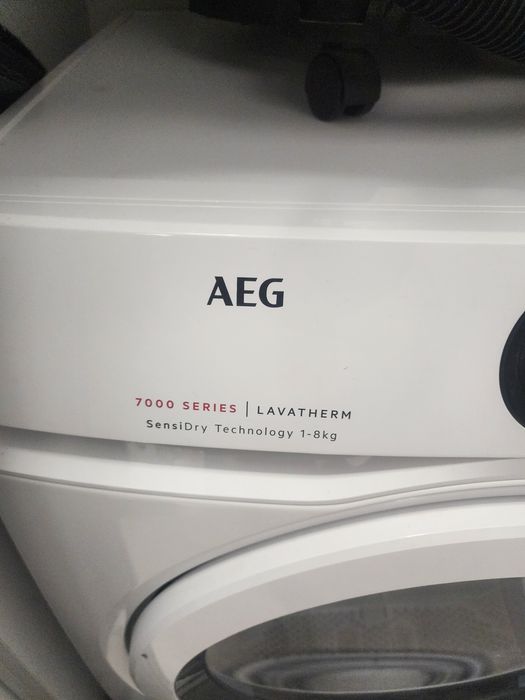 AEG
7000 SERIES | LAVATHERM
SensiDry Technology 1-8kg